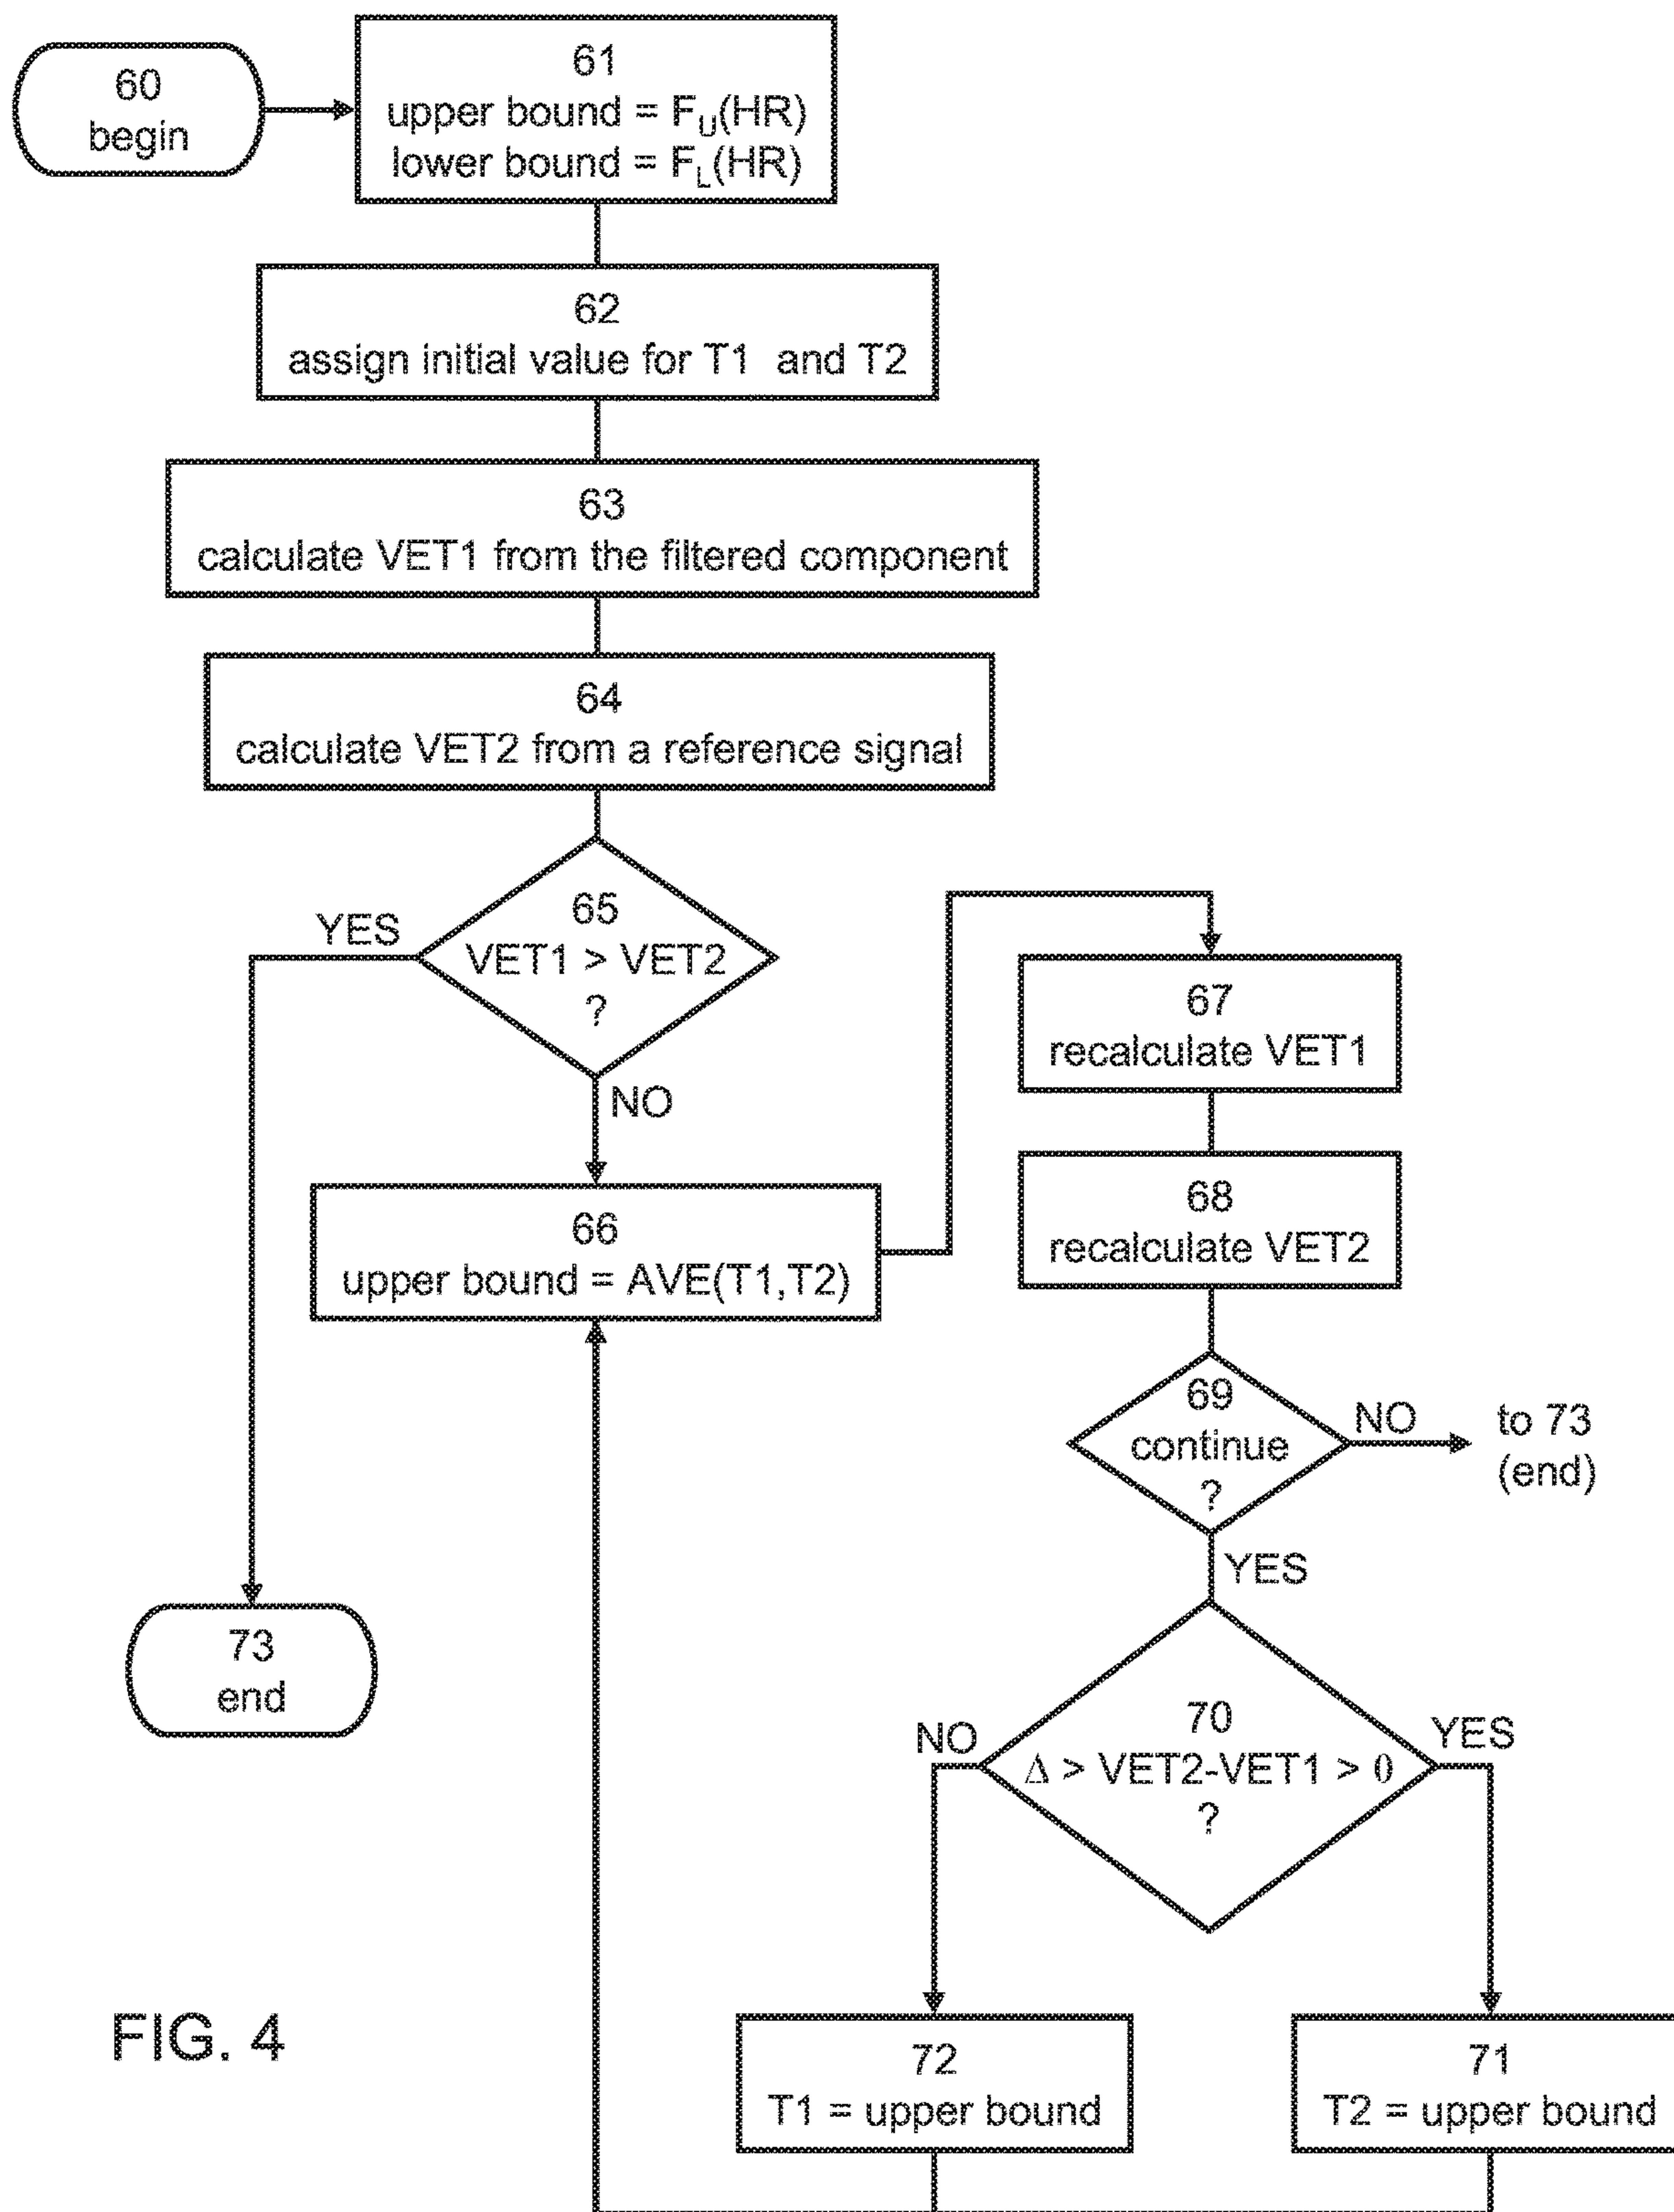 60
begin
61
upper bound = F_U(HR)
lower bound = F_L(HR)
62
assign initial value for T1 and T2
63
calculate VET1 from the filtered component
64
calculate VET2 from a reference signal
65
VET1 > VET2
?
YES
NO
66
upper bound = AVE(T1,T2)
67
recalculate VET1
68
recalculate VET2
69
continue
?
NO
to 73
(end)
YES
70
Δ > VET2-VET1 > 0
?
NO
YES
72
T1 = upper bound
71
T2 = upper bound
73
end
FIG. 4